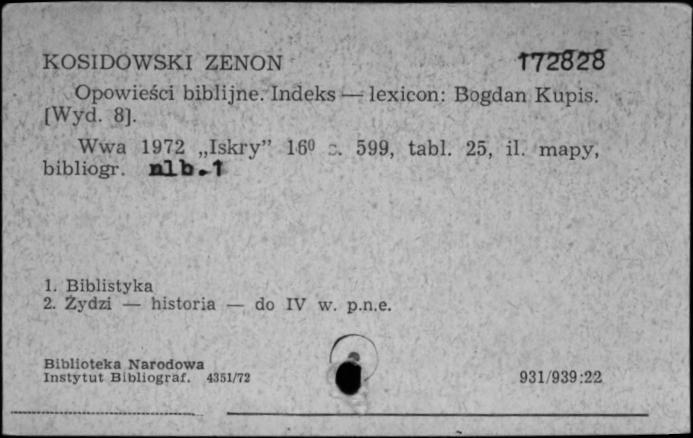 KOSIDOWSKI ZENON 172828
Opowieści biblijne. Indeks — lexicon: Bogdan Kupis.
[Wyd. 8].
Wwa 1972 „Iskry” 16⁰ s. 599, tabl. 25, il. mapy,
bibliogr. nlb.1
1. Biblistyka
2. Żydzi — historia — do IV w. p.n.e.
Biblioteka Narodowa
Instytut Bibliograf. 4351/72 931/939:22